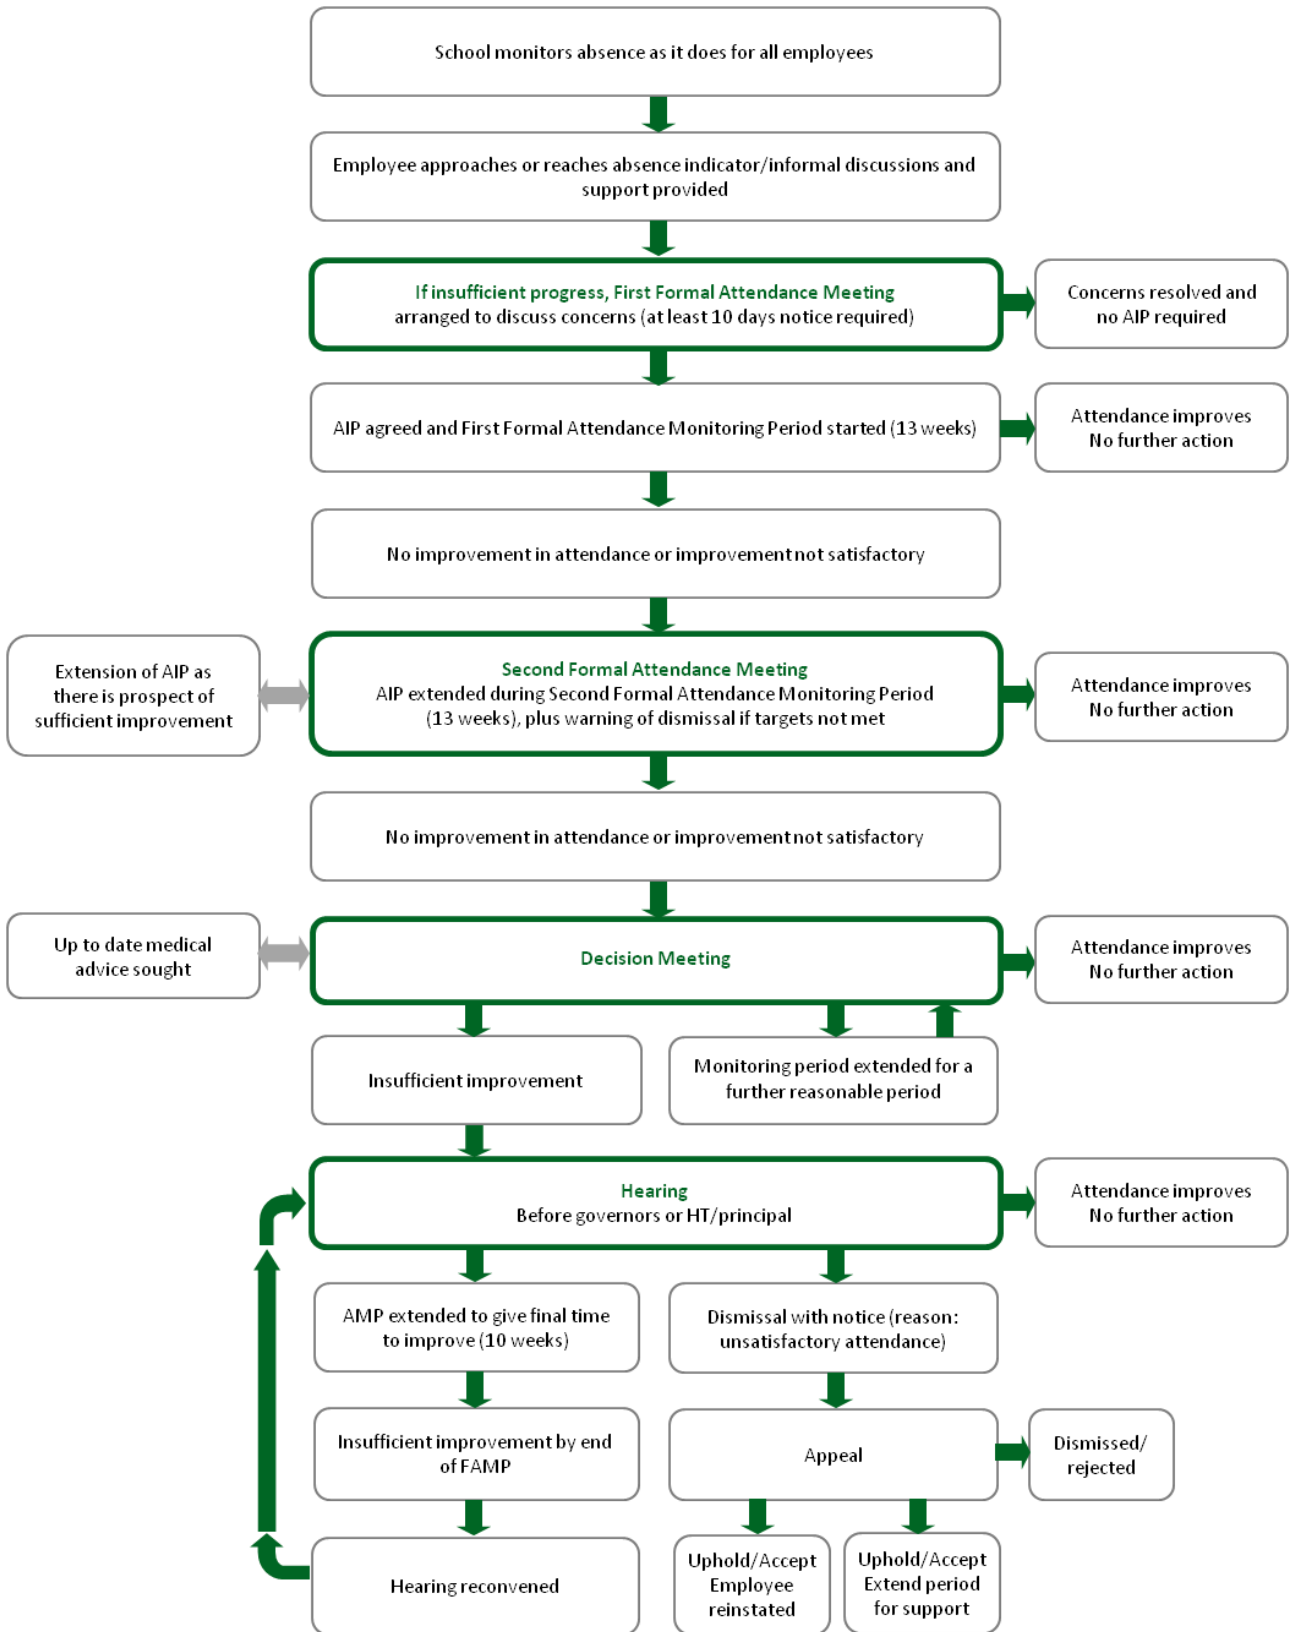 School monitors absence as it does for all employees
Employee approaches or reaches absence indicator/informal discussions and
support provided
If insufficient progress, First Formal Attendance Meeting
arranged to discuss concerns (at least 10 days notice required)
Concerns resolved and
no AIP required
AIP agreed and First Formal Attendance Monitoring Period started (13 weeks)
Attendance improves
No further action
No improvement in attendance or improvement not satisfactory
Extension of AIP as
there is prospect of
sufficient improvement
Second Formal Attendance Meeting
AIP extended during Second Formal Attendance Monitoring Period
(13 weeks), plus warning of dismissal if targets not met
Attendance improves
No further action
No improvement in attendance or improvement not satisfactory
Up to date medical
advice sought
Decision Meeting
Attendance improves
No further action
Insufficient improvement
Monitoring period extended for a
further reasonable period
Hearing
Before governors or HT/principal
Attendance improves
No further action
AMP extended to give final time
to improve (10 weeks)
Dismissal with notice (reason:
unsatisfactory attendance)
Insufficient improvement by end
of FAMP
Appeal
Dismissed/
rejected
Hearing reconvened
Uphold/Accept
Employee
reinstated
Uphold/Accept
Extend period
for support